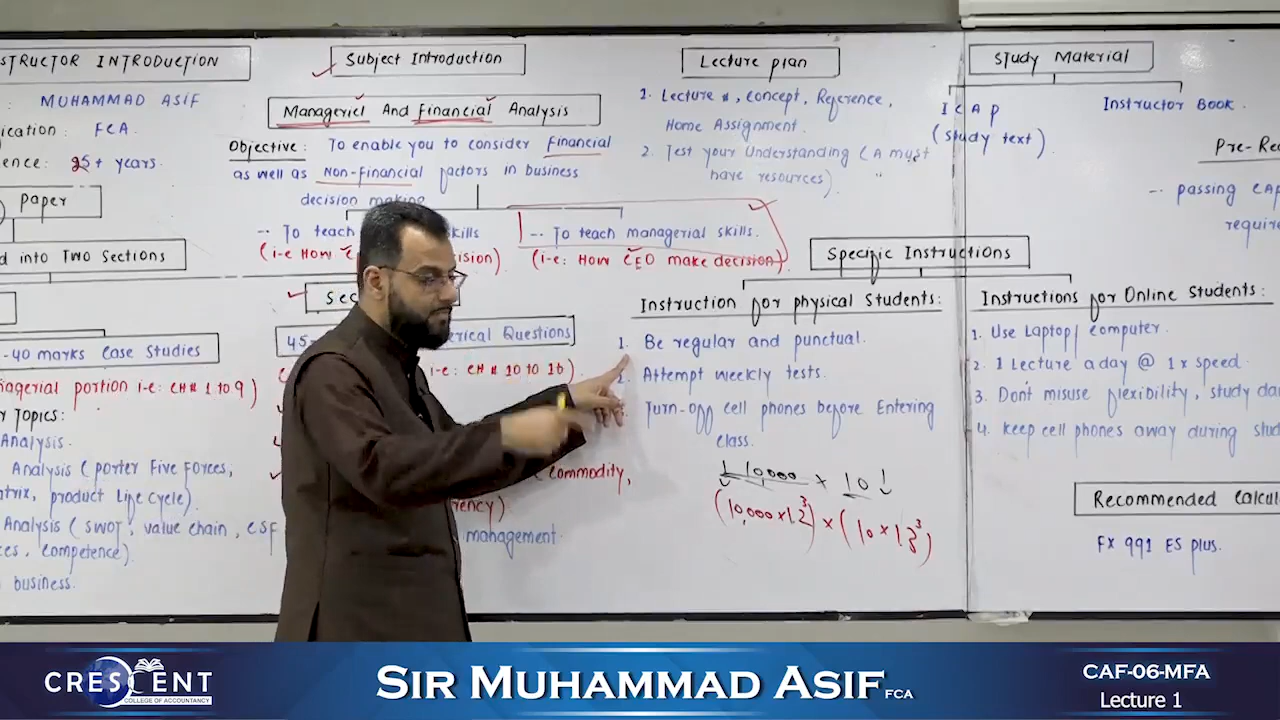 STRUCTOR INTRODUCTION
: MUHAMMAD ASIF
ication : FCA
ence: 25+ years.
paper
d into Two Sections
-40 marks Case Studies
nagerial portion i-e: CH# 1 TO 9)
r Topics:
Analysis.
Analysis (porter Five Forces,
trix, product Life cycle).
Analysis (SWOT, value chain, CSF
ces, competence).
business.
Subject Introduction
Managerial And Financial Analysis
Objective: To enable you to consider Financial
as well as Non-Financial factors in business
decision making
-- To teach skills
(i-e How ision).
-- To teach managerial skills.
(i-e: How CEO make decision).
Sec
45- erical Questions
i-e: CH# 10 to 16)
(commodity,
ency)
management.
Lecture plan
1. Lecture #, concept, Reference,
Home Assignment.
2. Test your Understanding (A must
have resources).
Study Material
ICAP
(study text)
Instructor Book.
Pre-Re
-- passing CAF
require
Specific Instructions
Instruction for physical Students:
1. Be regular and punctual.
2. Attempt weekly tests.
Turn-off cell phones before Entering
class.
1 10,000 × 10 !
(10,000×1.2³) × (10×1.3³)
Instructions for Online Students:
1. Use Laptop/computer.
2. 1 Lecture a day @ 1x speed.
3. Don't misuse flexibility, study da
4. Keep cell phones away during stud
Recommended Calcul
FX 991 ES plus.
CRESCENT
COLLEGE OF ACCOUNTANCY
SIR MUHAMMAD ASIF FCA
CAF-06-MFA
Lecture 1